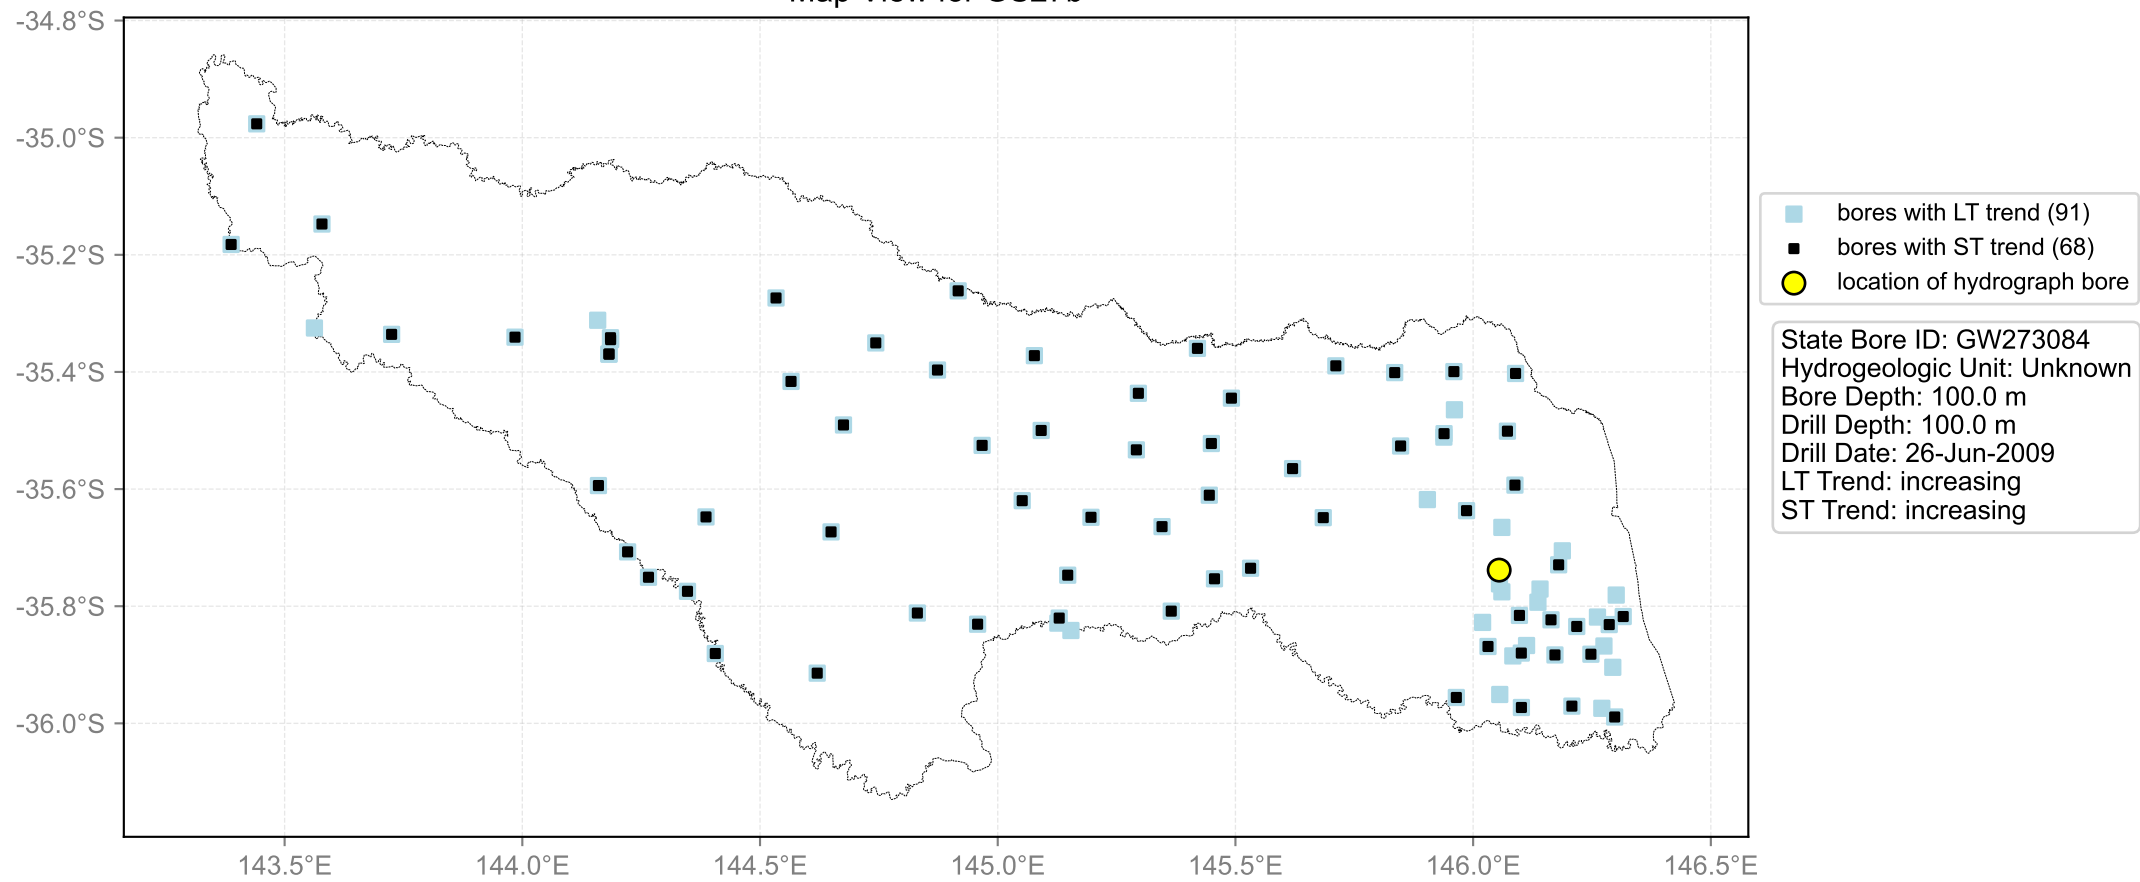 -34.8°S
-35.0°S
-35.2°S
-35.4°S
-35.6°S
-35.8°S
-36.0°S
143.5°E
144.0°E
144.5°E
145.0°E
145.5°E
146.0°E
146.5°E
bores with LT trend (91)
bores with ST trend (68)
location of hydrograph bore
State Bore ID: GW273084
Hydrogeologic Unit: Unknown
Bore Depth: 100.0 m
Drill Depth: 100.0 m
Drill Date: 26-Jun-2009
LT Trend: increasing
ST Trend: increasing